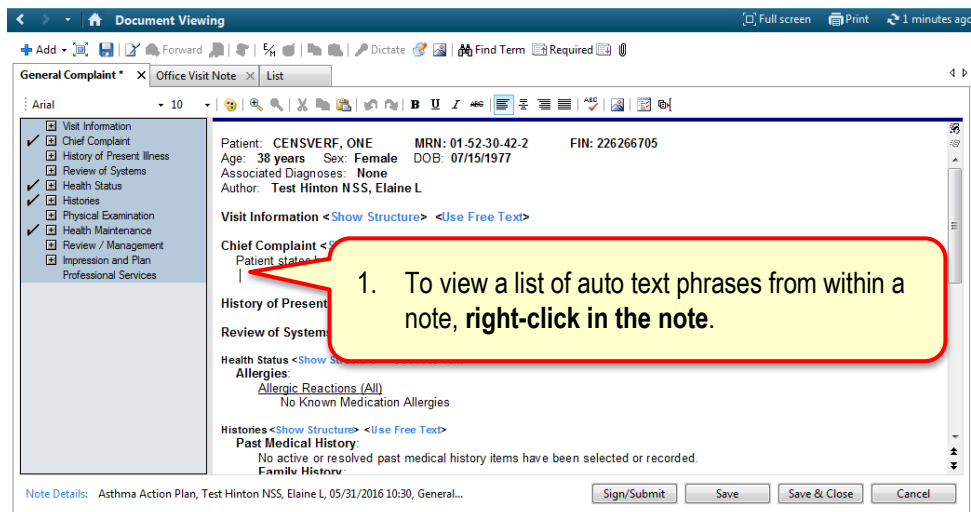 Document Viewing
Full screen Print 1 minutes ago
Add Forward Dictate Find Term Required
General Complaint * X Office Visit Note × List
Arial 10 B U I ABC ABC
Visit Information
Chief Complaint
History of Present Illness
Review of Systems
Health Status
Histories
Physical Examination
Health Maintenance
Review / Management
Impression and Plan
Professional Services
Patient: CENSVERF, ONE MRN: 01-52-30-42-2 FIN: 226266705
Age: 38 years Sex: Female DOB: 07/15/1977
Associated Diagnoses: None
Author: Test Hinton NSS, Elaine L
Visit Information <Show Structure> <Use Free Text>
Chief Complaint <
Patient states
History of Present
Review of Systems
Health Status <Show
Allergies:
Allergic Reactions (All)
No Known Medication Allergies
Histories <Show Structure> <Use Free Text>
Past Medical History:
No active or resolved past medical history items have been selected or recorded.
Family History:
1. To view a list of auto text phrases from within a
note, right-click in the note.
Note Details: Asthma Action Plan, Test Hinton NSS, Elaine L, 05/31/2016 10:30, General...
Sign/Submit Save Save & Close Cancel